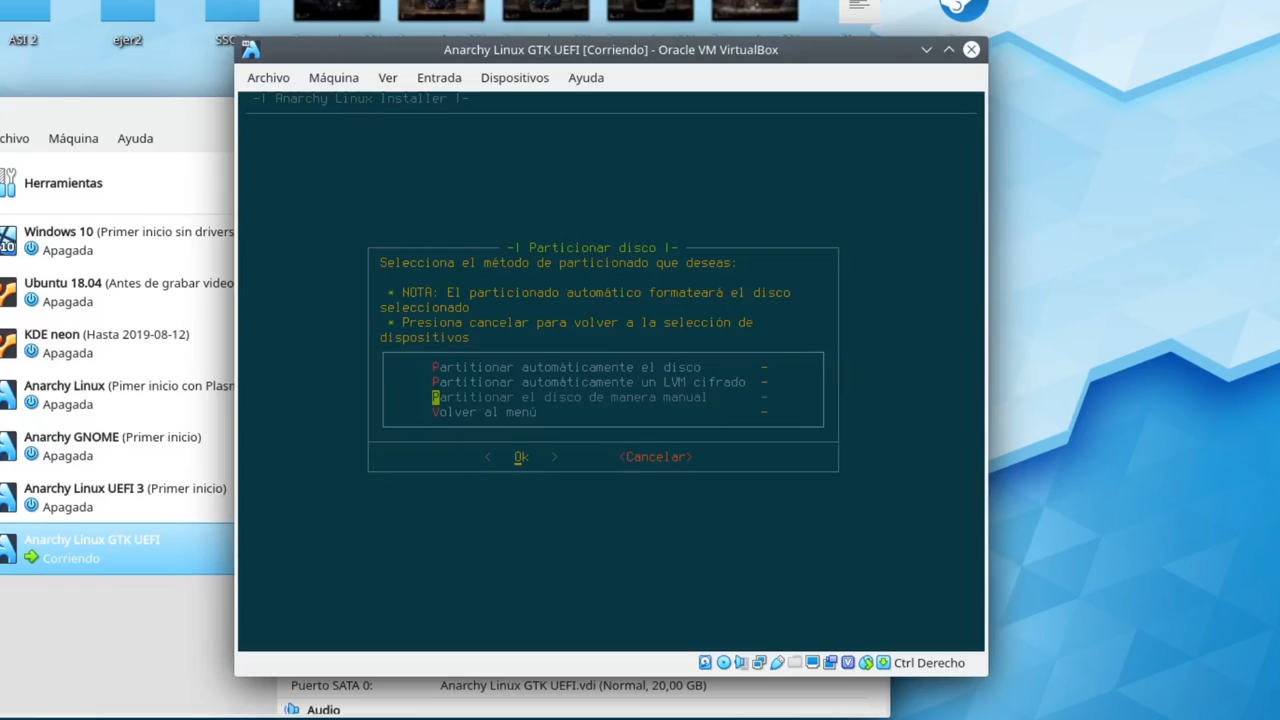 ASI 2
ejer2
Anarchy Linux GTK UEFI [Corriendo] - Oracle VM VirtualBox
Archivo Máquina Ver Entrada Dispositivos Ayuda
-| Anarchy Linux Installer |-
chivo Máquina Ayuda
Herramientas
Windows 10 (Primer inicio sin drivers
Apagada
Ubuntu 18.04 (Antes de grabar video
Apagada
KDE neon (Hasta 2019-08-12)
Apagada
Anarchy Linux (Pimer inicio con Plasm
Apagada
Anarchy GNOME (Primer inicio)
Apagada
Anarchy Linux UEFI 3 (Primer inicio)
Apagada
Anarchy Linux GTK UEFI
Corriendo
-| Particionar disco |-
Selecciona el método de particionado que deseas:
* NOTA: El particionado automático formateará el disco
seleccionado
* Presiona cancelar para volver a la selección de
dispositivos
Partitionar automáticamente el disco -
Partitionar automáticamente un LVM cifrado -
Partitionar el disco de manera manual -
Volver al menú -
< Ok > <Cancelar>
Ctrl Derecho
Puerto SATA 0: Anarchy Linux GTK UEFI.vdi (Normal, 20,00 GB)
Audio